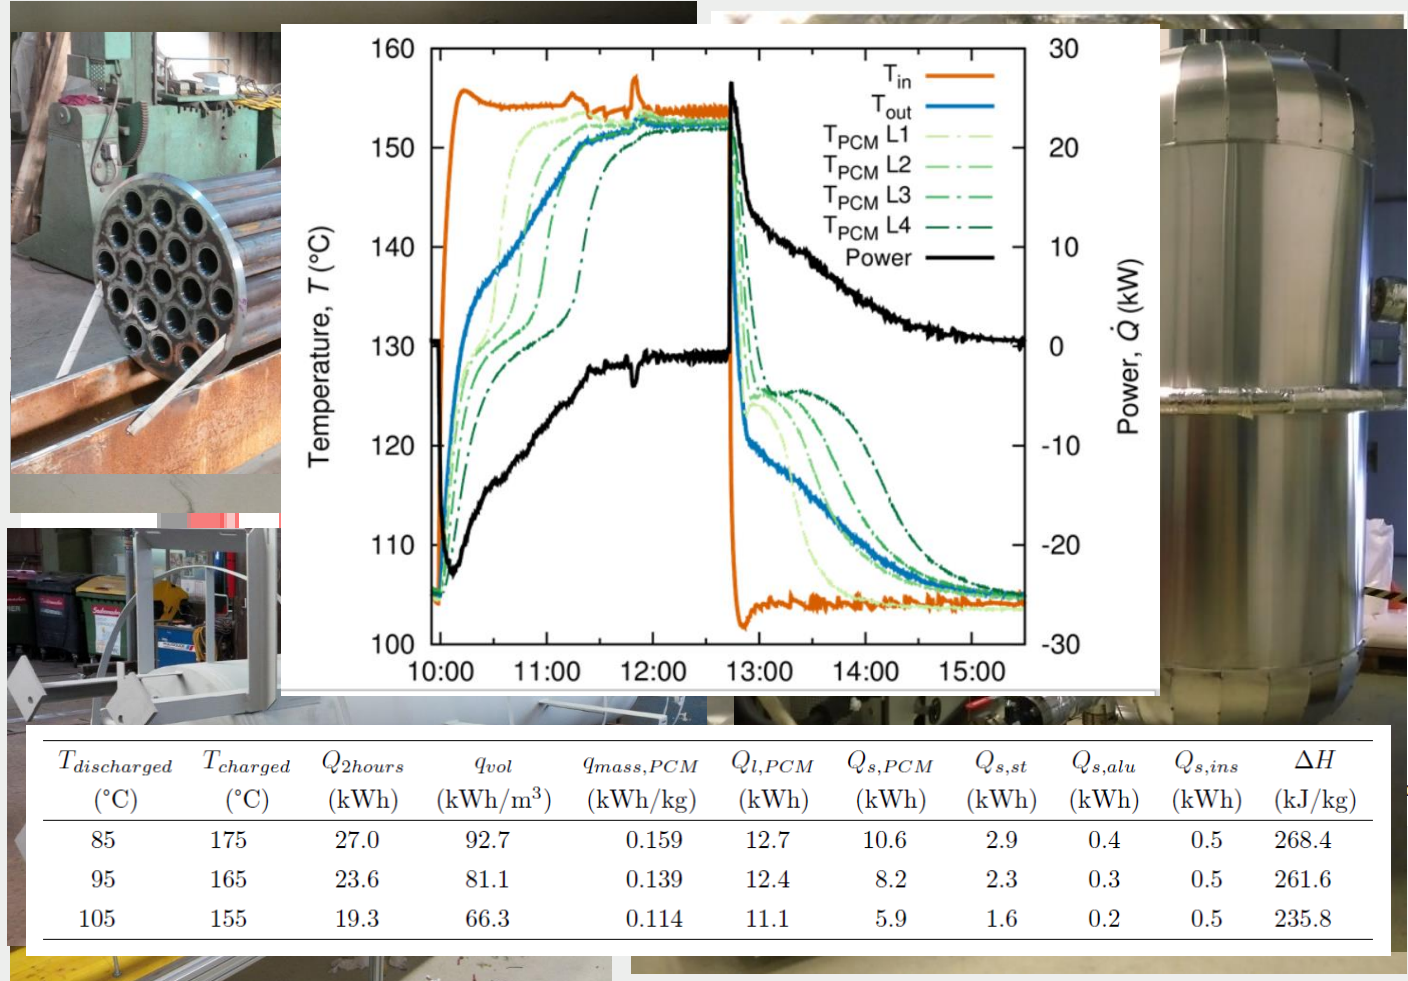 160
150
140
130
120
110
100
Temperature, T (°C)
30
20
10
0
-10
-20
-30
Power, Q̇ (kW)
T_in
T_out
T_PCM L1
T_PCM L2
T_PCM L3
T_PCM L4
Power
10:00 11:00 12:00 13:00 14:00 15:00
T_discharged T_charged Q_2hours q_vol q_mass,PCM Q_l,PCM Q_s,PCM Q_s,st Q_s,alu Q_s,ins ΔH
(°C) (°C) (kWh) (kWh/m³) (kWh/kg) (kWh) (kWh) (kWh) (kWh) (kWh) (kJ/kg)
85 175 27.0 92.7 0.159 12.7 10.6 2.9 0.4 0.5 268.4
95 165 23.6 81.1 0.139 12.4 8.2 2.3 0.3 0.5 261.6
105 155 19.3 66.3 0.114 11.1 5.9 1.6 0.2 0.5 235.8